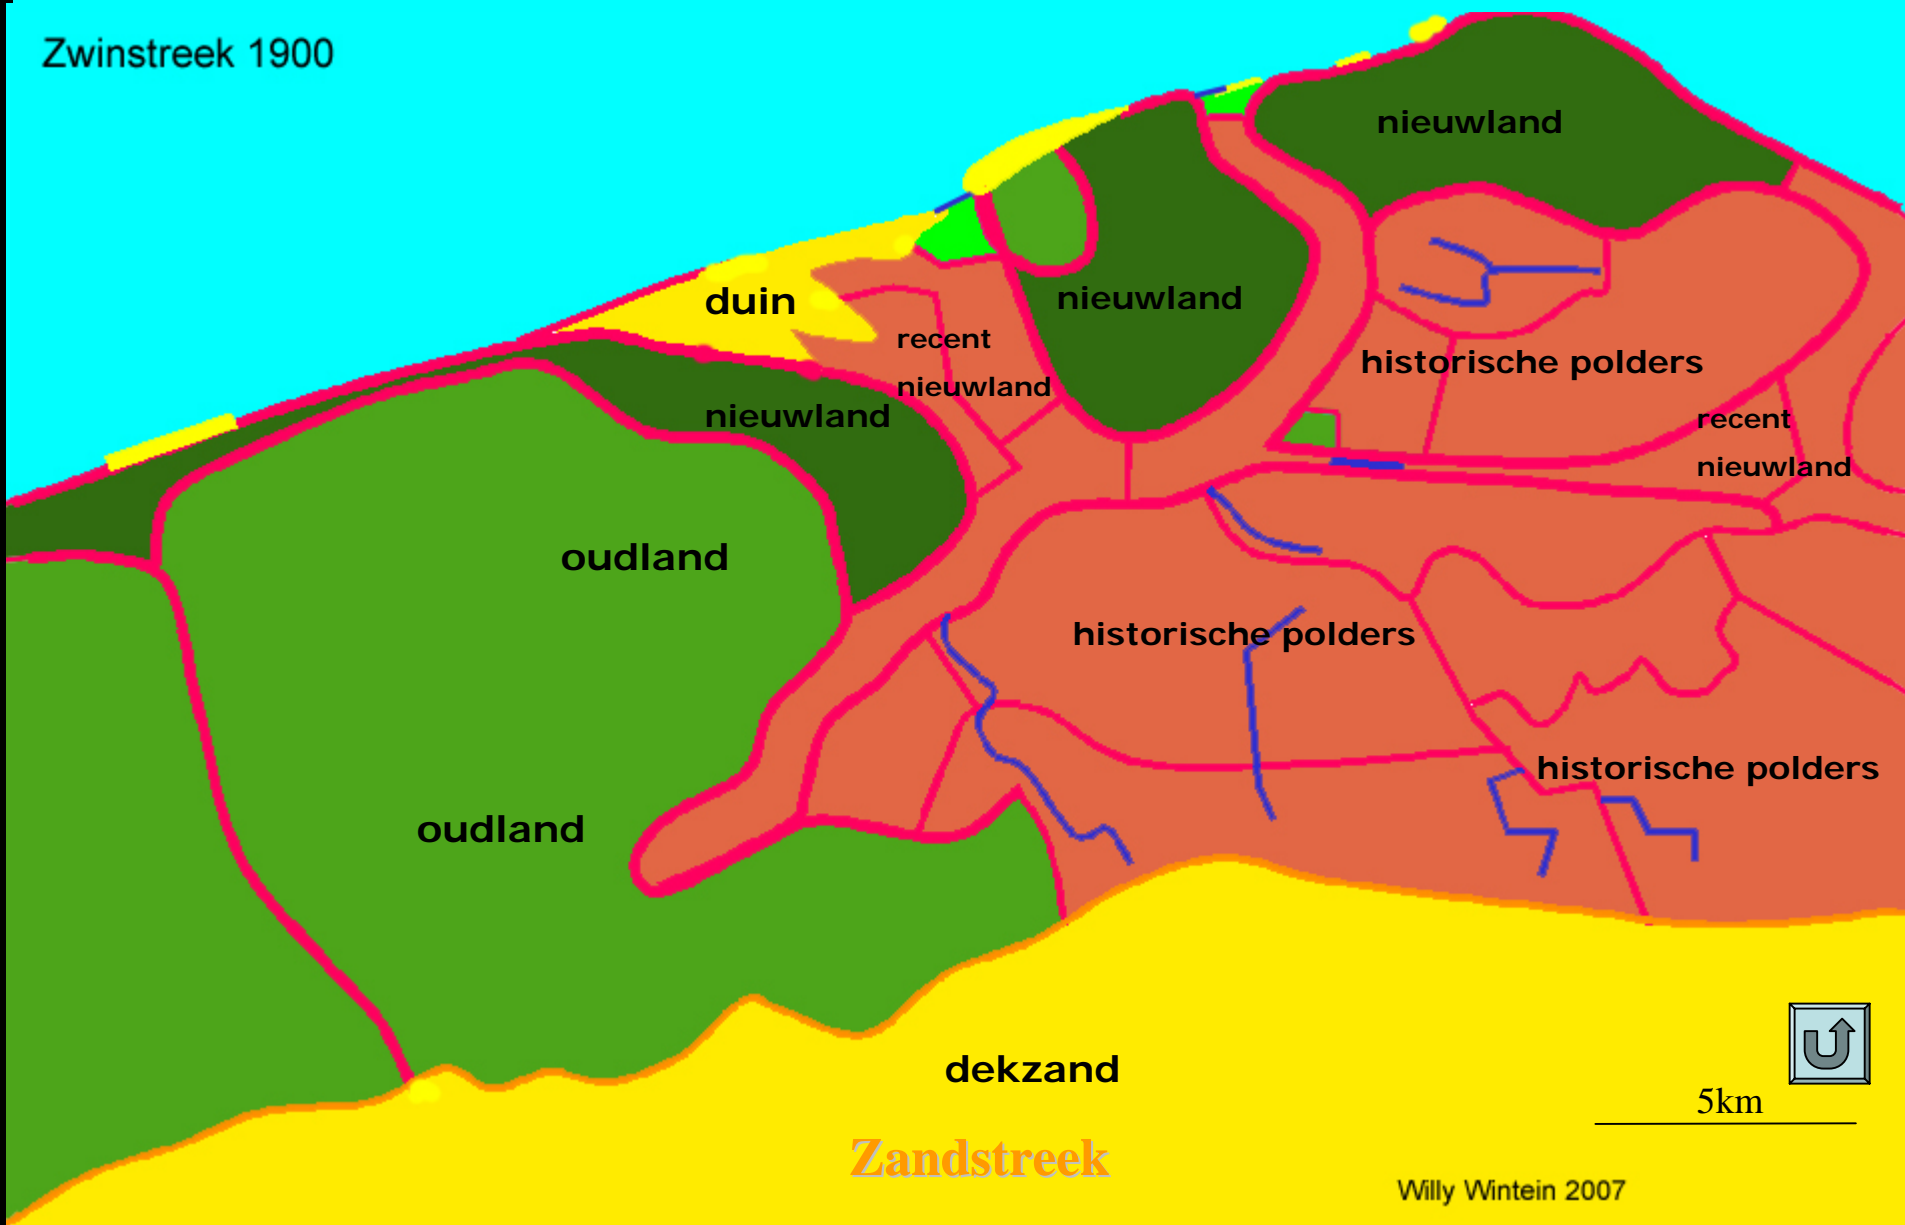 Zwinstreek 1900
nieuwland
duin
nieuwland
recent
nieuwland
historische polders
nieuwland
recent
nieuwland
oudland
historische polders
historische polders
oudland
dekzand
5km
Zandstreek
Willy Wintein 2007